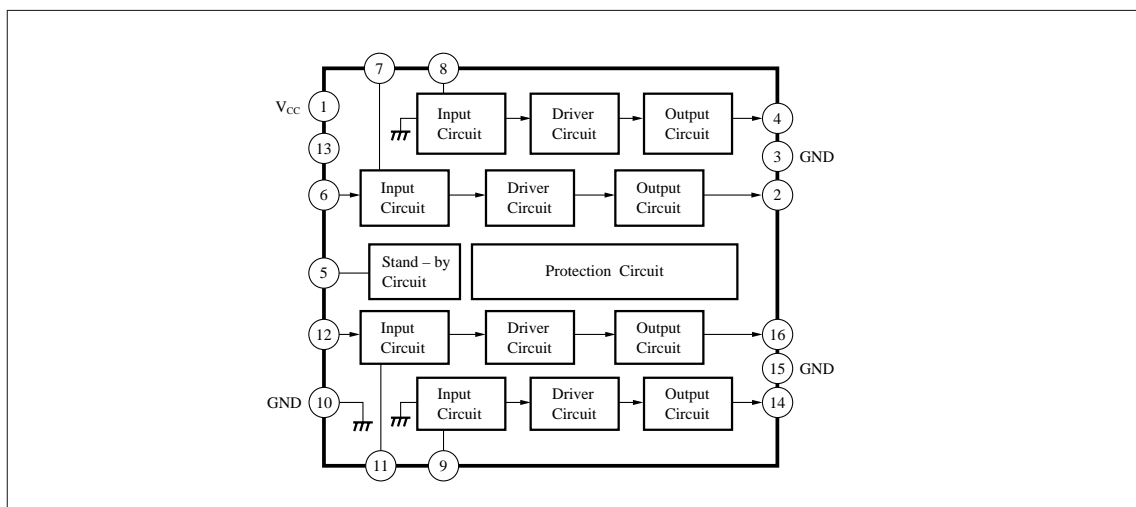 7
8
V_CC
1
Input
Circuit
Driver
Circuit
Output
Circuit
4
13
3
GND
6
Input
Circuit
Driver
Circuit
Output
Circuit
2
5
Stand – by
Circuit
Protection Circuit
12
Input
Circuit
Driver
Circuit
Output
Circuit
16
15
GND
GND
10
Input
Circuit
Driver
Circuit
Output
Circuit
14
11
9